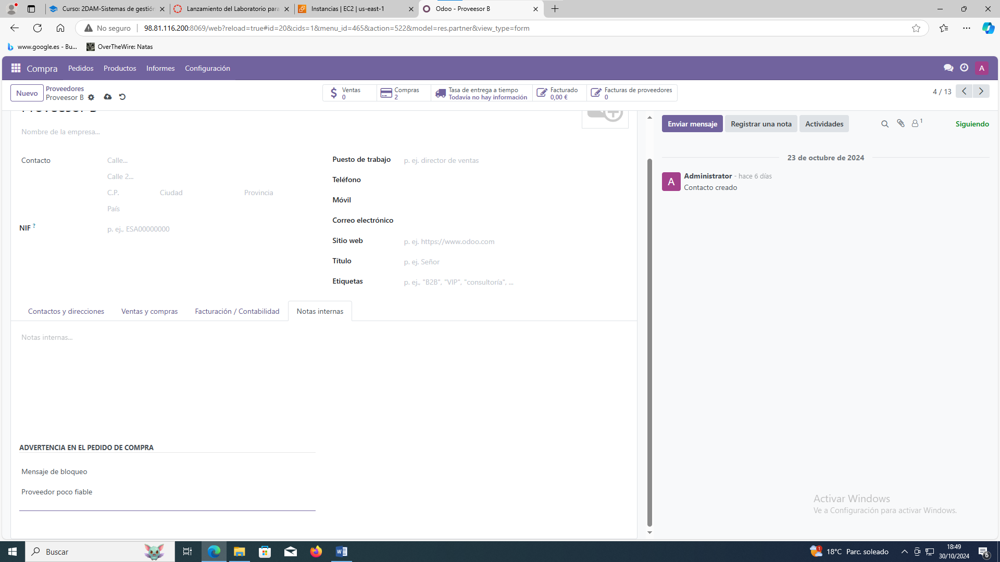 Curso: 2DAM-Sistemas de gestión
Lanzamiento del Laboratorio para
Instancias | EC2 | us-east-1
Odoo - Proveesor B
No seguro
98.81.116.200:8069/web?reload=true#id=20&cids=1&menu_id=465&action=522&model=res.partner&view_type=form
www.google.es - Bu...
OverTheWire: Natas
Compra
Pedidos
Productos
Informes
Configuración
A
Nuevo
Proveedores
Proveesor B
Ventas
0
Compras
2
Tasa de entrega a tiempo
Todavía no hay información
Facturado
0,00 €
Facturas de proveedores
0
4 / 13
Proveesor B
Nombre de la empresa...
Contacto
Calle...
Calle 2...
C.P.
Ciudad
Provincia
País
NIF ?
p. ej., ESA00000000
Puesto de trabajo
p. ej. director de ventas
Teléfono
Móvil
Correo electrónico
Sitio web
p. ej. https://www.odoo.com
Título
p. ej. Señor
Etiquetas
p. ej., "B2B", "VIP", "consultoría", ...
Contactos y direcciones
Ventas y compras
Facturación / Contabilidad
Notas internas
Notas internas...
ADVERTENCIA EN EL PEDIDO DE COMPRA
Mensaje de bloqueo
Proveedor poco fiable
Enviar mensaje
Registrar una nota
Actividades
1
Siguiendo
23 de octubre de 2024
A
Administrator - hace 6 días
Contacto creado
Activar Windows
Ve a Configuración para activar Windows.
Buscar
1
18°C Parc. soleado
18:49
30/10/2024
6